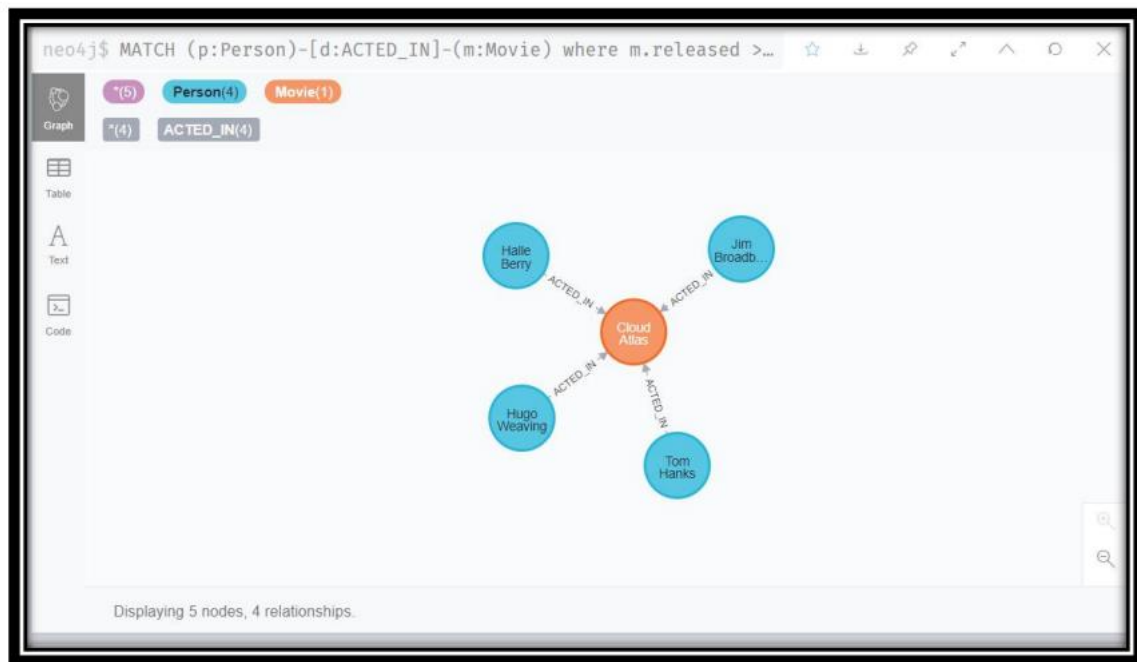 neo4j$ MATCH (p:Person)-[d:ACTED_IN]-(m:Movie) where m.released >…
*(5) Person(4) Movie(1)
*(4) ACTED_IN(4)
Graph
Table
A
Text
Code
Halle
Berry
Jim
Broadb...
ACTED_IN
ACTED_IN
Cloud
Atlas
ACTED_IN
ACTED_IN
Hugo
Weaving
Tom
Hanks
Displaying 5 nodes, 4 relationships.